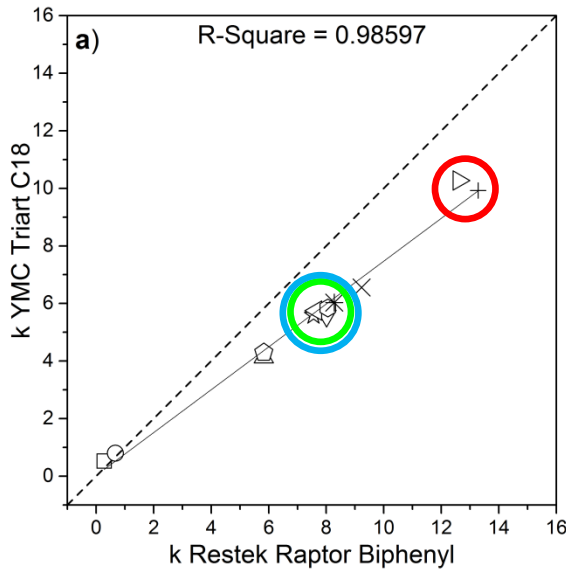 a)
R-Square = 0.98597
k YMC Triart C18
16
14
12
10
8
6
4
2
0
0 2 4 6 8 10 12 14 16
k Restek Raptor Biphenyl